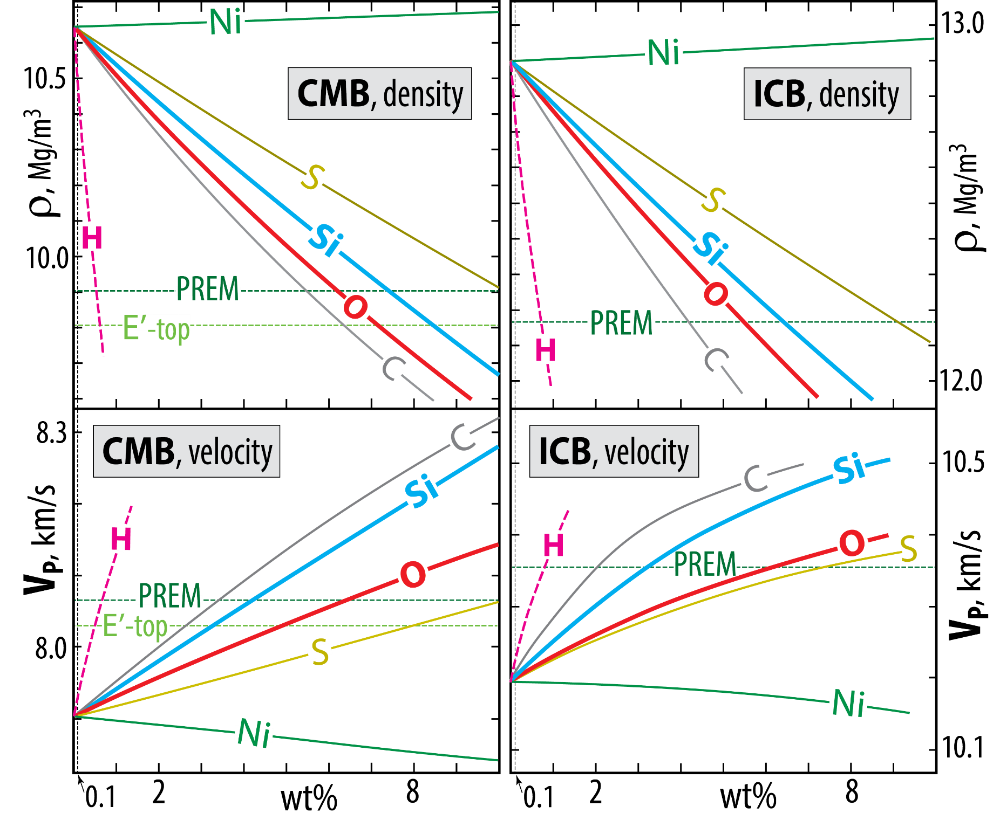 Ni
10.5
CMB, density
ρ, Mg/m³
S
H
Si
10.0
PREM
O
E′-top
C
Ni
13.0
ICB, density
S
ρ, Mg/m³
Si
O
PREM
H
C
12.0
8.3
CMB, velocity
C
Si
VP, km/s
H
O
PREM
E′-top
8.0
S
Ni
0.1 2 wt% 8
ICB, velocity
C
Si
10.5
H
O
S
PREM
VP, km/s
Ni
10.1
0.1 2 wt% 8